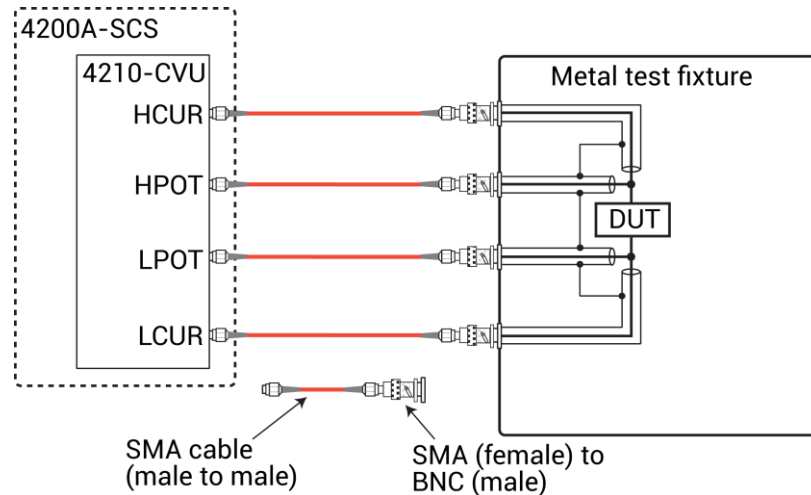 4200A-SCS
4210-CVU
HCUR
HPOT
LPOT
LCUR
Metal test fixture
DUT
SMA cable
(male to male)
SMA (female) to
BNC (male)